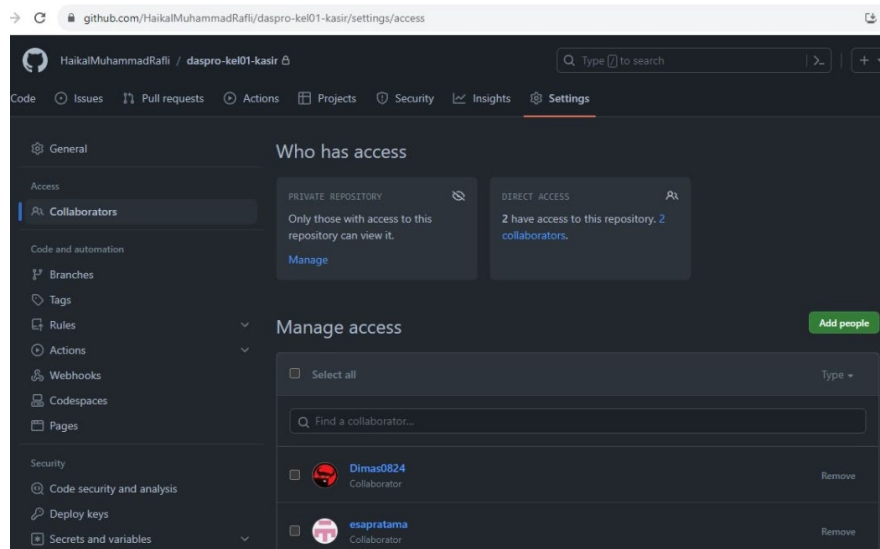 github.com/HaikalMuhammadRafli/daspro-kel01-kasir/settings/access
HaikalMuhammadRafli / daspro-kel01-kasir
Type / to search
Code Issues Pull requests Actions Projects Security Insights Settings
General
Access
Collaborators
Code and automation
Branches
Tags
Rules
Actions
Webhooks
Codespaces
Pages
Security
Code security and analysis
Deploy keys
Secrets and variables
Who has access
PRIVATE REPOSITORY
Only those with access to this
repository can view it.
Manage
DIRECT ACCESS
2 have access to this repository. 2
collaborators.
Manage access
Add people
Select all
Type
Find a collaborator...
Dimas0824
Collaborator
Remove
esapratama
Collaborator
Remove